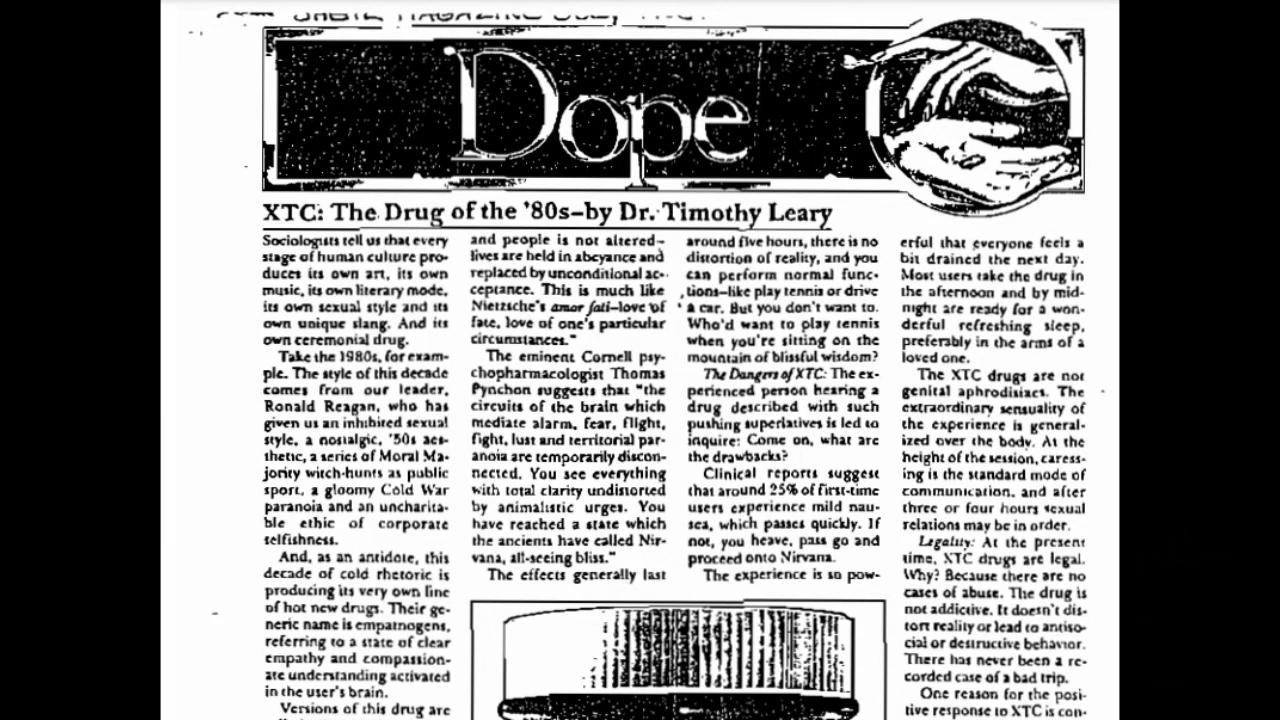 MAGAZINE
Dope
XTC: The Drug of the '80s—by Dr. Timothy Leary
Sociologists tell us that every
stage of human culture pro-
duces its own art, its own
music, its own literary mode,
its own sexual style and its
own unique slang. And its
own ceremonial drug.
Take the 1980s, for exam-
ple. The style of this decade
comes from our leader,
Ronald Reagan, who has
given us an inhibited sexual
style, a nostalgic, '50s aes-
thetic, a series of Moral Ma-
jority witch-hunts as public
sport, a gloomy Cold War
paranoia and an uncharita-
ble ethic of corporate
selfishness.
And, as an antidote, this
decade of cold rhetoric is
producing its very own line
of hot new drugs. Their ge-
neric name is empathogens,
referring to a state of clear
empathy and compassion-
ate understanding activated
in the user's brain.
Versions of this drug are
and people is not altered—
lives are held in abeyance and
replaced by unconditional ac-
ceptance. This is much like
Nietzsche's amor fati—love of
fate, love of one's particular
circumstances."
The eminent Cornell psy-
chopharmacologist Thomas
Pynchon suggests that "the
circuits of the brain which
mediate alarm, fear, flight,
fight, lust and territorial par-
anoia are temporarily discon-
nected. You see everything
with total clarity undistorted
by animalistic urges. You
have reached a state which
the ancients have called Nir-
vana, all-seeing bliss."
The effects generally last
around five hours, there is no
distortion of reality, and you
can perform normal func-
tions—like play tennis or drive
a car. But you don't want to.
Who'd want to play tennis
when you're sitting on the
mountain of blissful wisdom?
The Dangers of XTC: The ex-
perienced person hearing a
drug described with such
pushing superlatives is led to
inquire: Come on, what are
the drawbacks?
Clinical reports suggest
that around 25% of first-time
users experience mild nau-
sea, which passes quickly. If
not, you heave, pass go and
proceed onto Nirvana.
The experience is so pow-
erful that everyone feels a
bit drained the next day.
Most users take the drug in
the afternoon and by mid-
night are ready for a won-
derful refreshing sleep,
preferably in the arms of a
loved one.
The XTC drugs are not
genital aphrodisiacs. The
extraordinary sensuality of
the experience is general-
ized over the body. At the
height of the session, caress-
ing is the standard mode of
communication, and after
three or four hours sexual
relations may be in order.
Legality: At the present
time, XTC drugs are legal.
Why? Because there are no
cases of abuse. The drug is
not addictive. It doesn't dis-
tort reality or lead to antiso-
cial or destructive behavior.
There has never been a re-
corded case of a bad trip.
One reason for the posi-
tive response to XTC is con-